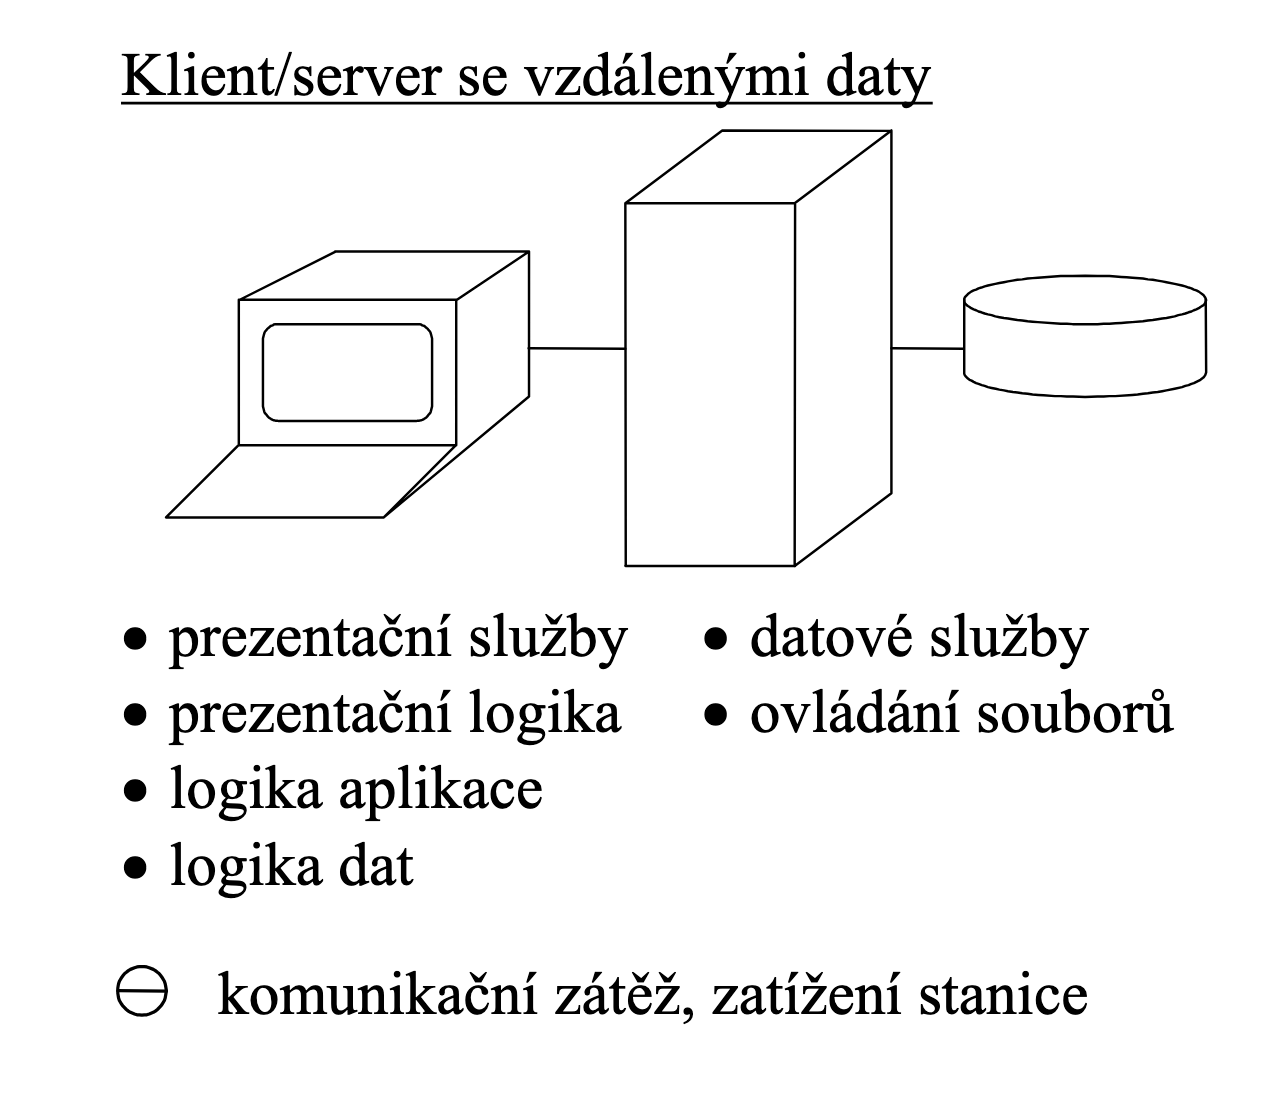 Klient/server se vzdálenými daty
• prezentační služby
• prezentační logika
• logika aplikace
• logika dat
• datové služby
• ovládání souborů
⊖ komunikační zátěž, zatížení stanice